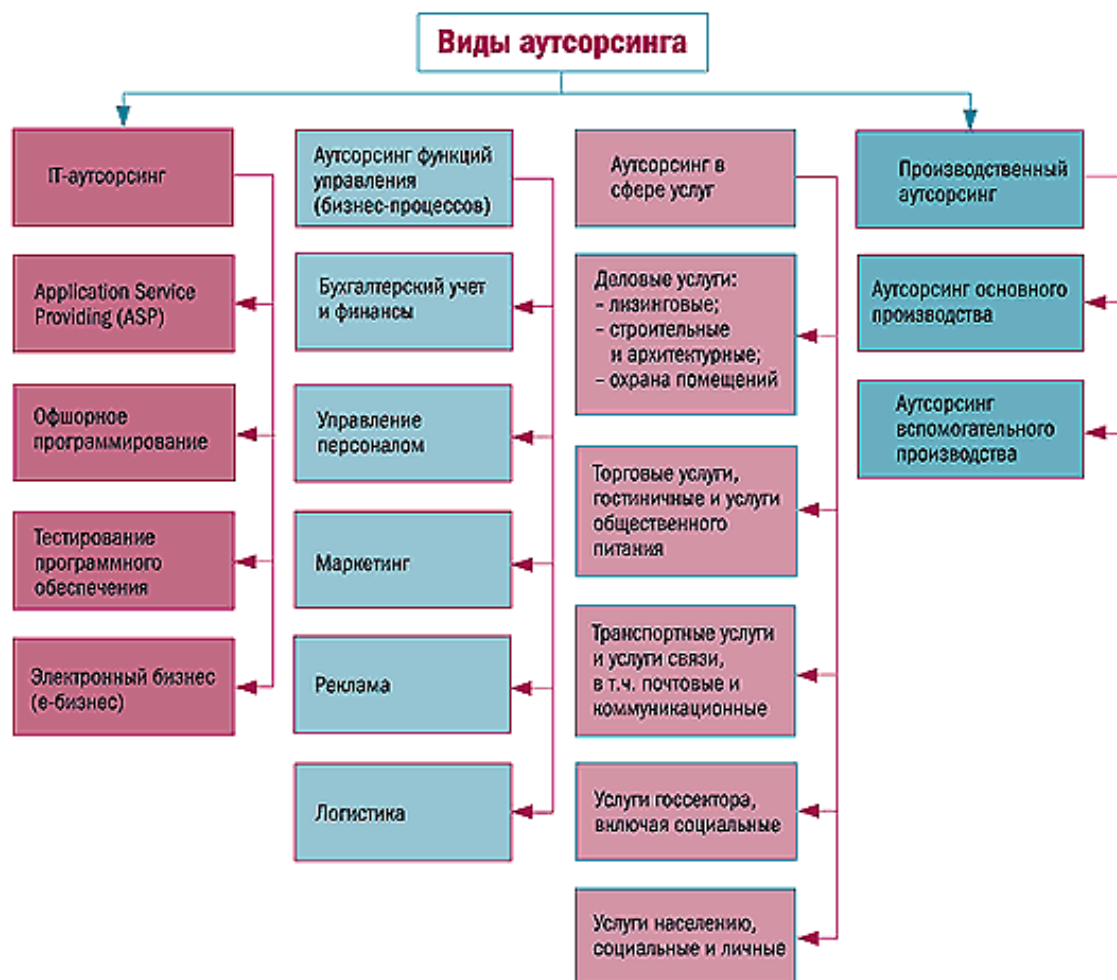 Виды аутсорсинга
IT-аутсорсинг
Application Service
Providing (ASP)
Офшорное
программирование
Тестирование
программного
обеспечения
Электронный бизнес
(е-бизнес)
Аутсорсинг функций
управления
(бизнес-процессов)
Бухгалтерский учет
и финансы
Управление
персоналом
Маркетинг
Реклама
Логистика
Аутсорсинг в
сфере услуг
Деловые услуги:
– лизинговые;
– строительные
и архитектурные;
– охрана помещений
Торговые услуги,
гостиничные и услуги
общественного
питания
Транспортные услуги
и услуги связи,
в т.ч. почтовые и
коммуникационные
Услуги госсектора,
включая социальные
Услуги населению,
социальные и личные
Производственный
аутсорсинг
Аутсорсинг основного
производства
Аутсорсинг
вспомогательного
производства